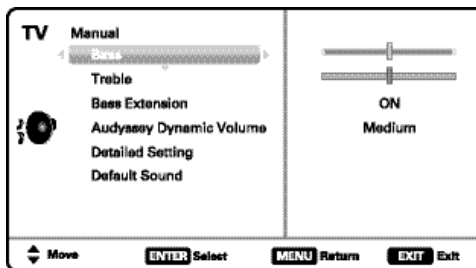 TV Manual
Bass
Treble
Bass Extension ON
Audyssey Dynamic Volume Medium
Detailed Setting
Default Sound
Move ENTER Select MENU Return EXIT Exit